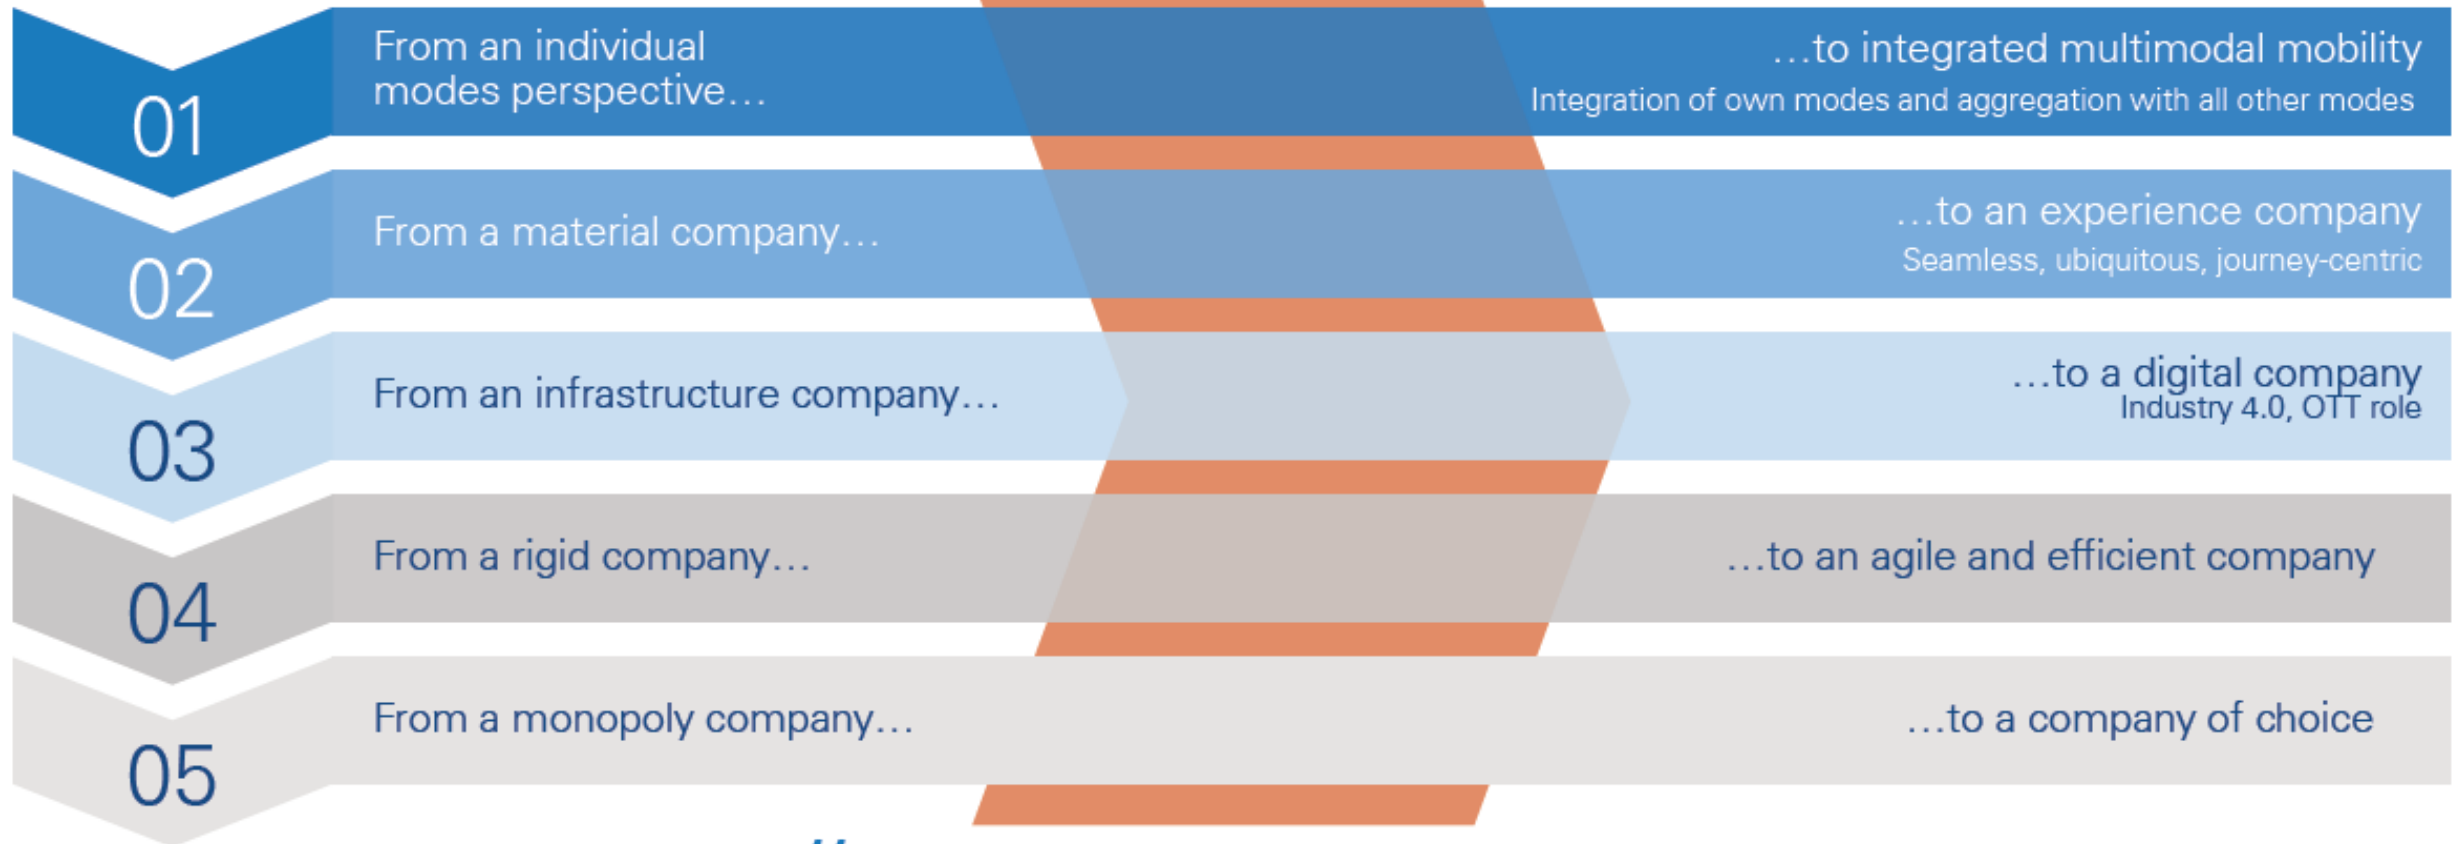 01
From an individual
modes perspective…
…to integrated multimodal mobility
Integration of own modes and aggregation with all other modes
02
From a material company…
…to an experience company
Seamless, ubiquitous, journey-centric
03
From an infrastructure company…
…to a digital company
Industry 4.0, OTT role
04
From a rigid company…
…to an agile and efficient company
05
From a monopoly company…
…to a company of choice